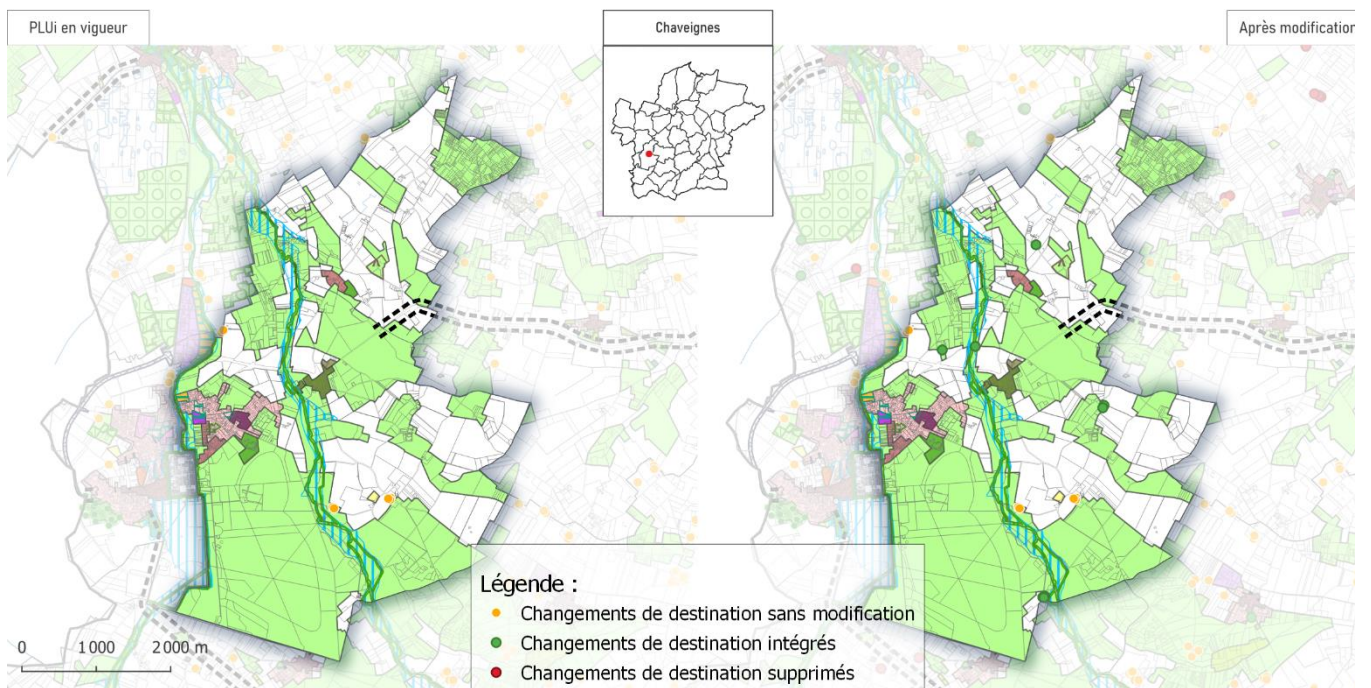 PLUi en vigueur
Chaveignes
Après modification
Légende :
Changements de destination sans modification
Changements de destination intégrés
Changements de destination supprimés
0 1 000 2 000 m